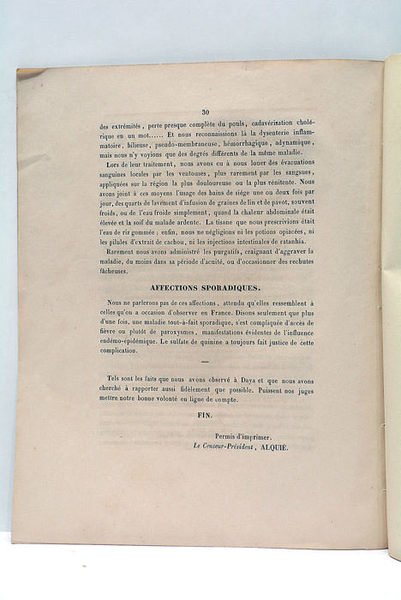 30
des extrémités, perte presque complète du pouls, cadavérisation cholé-
rique en un mot...... Et nous reconnaissions là la dysenterie inflam-
matoire, bilieuse, pseudo-membraneuse, hémorrhagique, adynamique,
mais nous n'y voyions que des degrés différents de la même maladie.
Lors de leur traitement, nous avons eu à nous louer des évacuations
sanguines locales par les ventouses, plus rarement par les sangsues,
appliquées sur la région la plus douloureuse ou la plus rénitente. Nous
avons joint à ces moyens l'usage des bains de siége une ou deux fois par
jour, des quarts de lavement d'infusion de graines de lin et de pavot, souvent
froids, ou de l'eau froide simplement, quand la chaleur abdominale était
élevée et la soif du malade ardente. La tisane que nous prescrivions était
l'eau de riz gommée ; enfin, nous ne négligions ni les potions opiacées, ni
les pilules d'extrait de cachou, ni les injections intestinales de ratanhia.
Rarement nous avons administré les purgatifs, craignant d'aggraver la
maladie, du moins dans sa période d'acuité, ou d'occasionner des rechutes
fâcheuses.
AFFECTIONS SPORADIQUES.
Nous ne parlerons pas de ces affections, attendu qu'elles ressemblent à
celles qu'on a occasion d'observer en France. Disons seulement que plus
d'une fois, une maladie tout-à-fait sporadique, s'est compliquée d'accès de
fièvre ou plutôt de paroxysmes, manifestations évidentes de l'influence
endémo-épidémique. Le sulfate de quinine a toujours fait justice de cette
complication.
Tels sont les faits que nous avons observé à Daya et que nous avons
cherché à rapporter aussi fidèlement que possible. Puissent nos juges
mettre notre bonne volonté en ligne de compte.
FIN.
Permis d'imprimer.
Le Censeur-Président, ALQUIÉ.